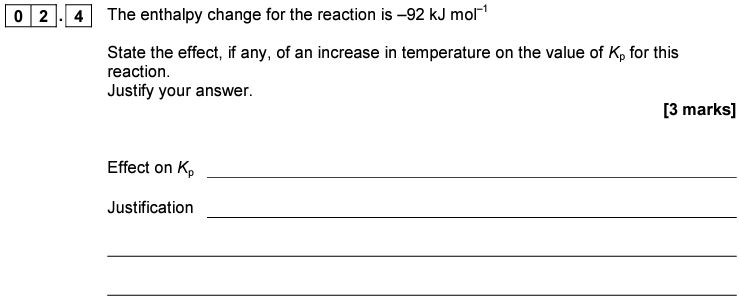 0 2 . 4 The enthalpy change for the reaction is –92 kJ mol⁻¹
State the effect, if any, of an increase in temperature on the value of Kₚ for this
reaction.
Justify your answer.
[3 marks]
Effect on Kₚ
Justification